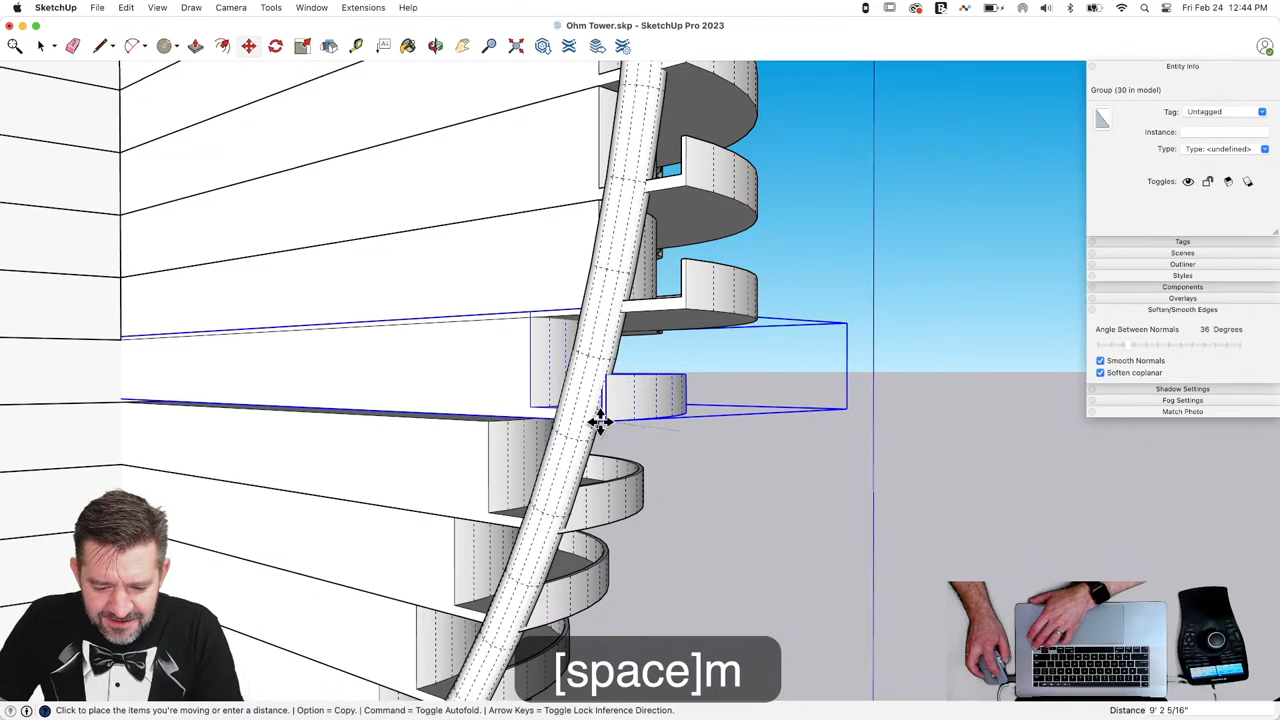 SketchUp File Edit View Draw Camera Tools Window Extensions Help Fri Feb 24 12:44 PM
Ohm Tower.skp - SketchUp Pro 2023
Entity Info
Group (30 in model)
Tag: Untagged
Instance:
Type: Type: <undefined>
Toggles:
Tags
Scenes
Outliner
Styles
Components
Overlays
Soften/Smooth Edges
Angle Between Normals 36 Degrees
Smooth Normals
Soften coplanar
Shadow Settings
Fog Settings
Match Photo
[space]m
Click to place the items you're moving or enter a distance. | Option = Copy. | Command = Toggle Autofold. | Arrow Keys = Toggle Lock Inference Direction. Distance 9' 2 5/16"